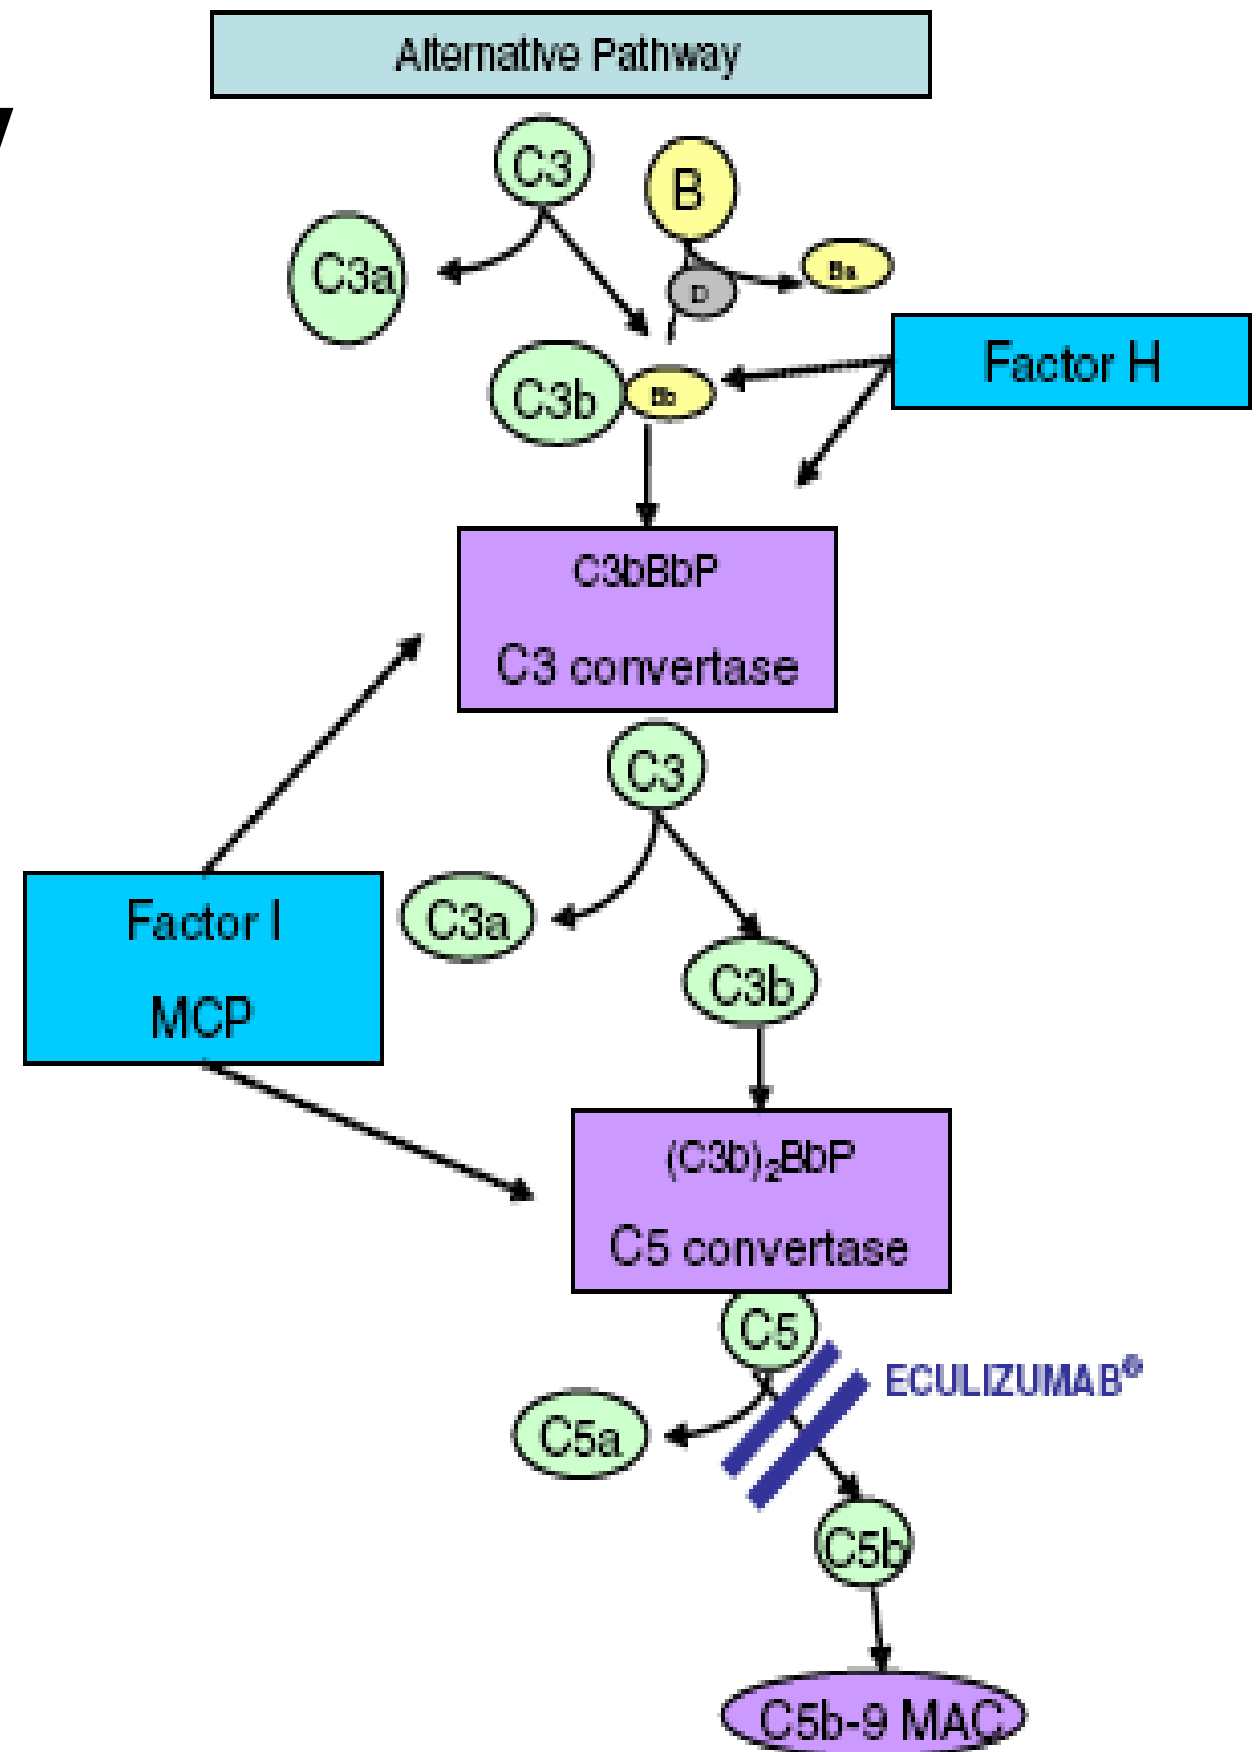 Alternative Pathway
C3
B
C3a
Ba
D
Factor H
C3b
Bb
C3bBbP
C3 convertase
C3
Factor I
MCP
C3a
C3b
(C3b)₂BbP
C5 convertase
C5
ECULIZUMAB®
C5a
C5b
C5b-9 MAC